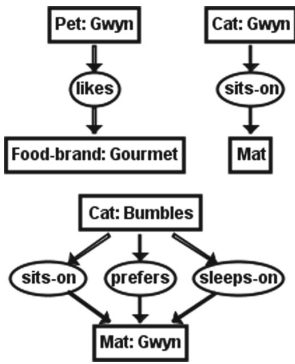 Pet: Gwyn
Cat: Gwyn
likes
sits-on
Food-brand: Gourmet
Mat
Cat: Bumbles
sits-on
prefers
sleeps-on
Mat: Gwyn